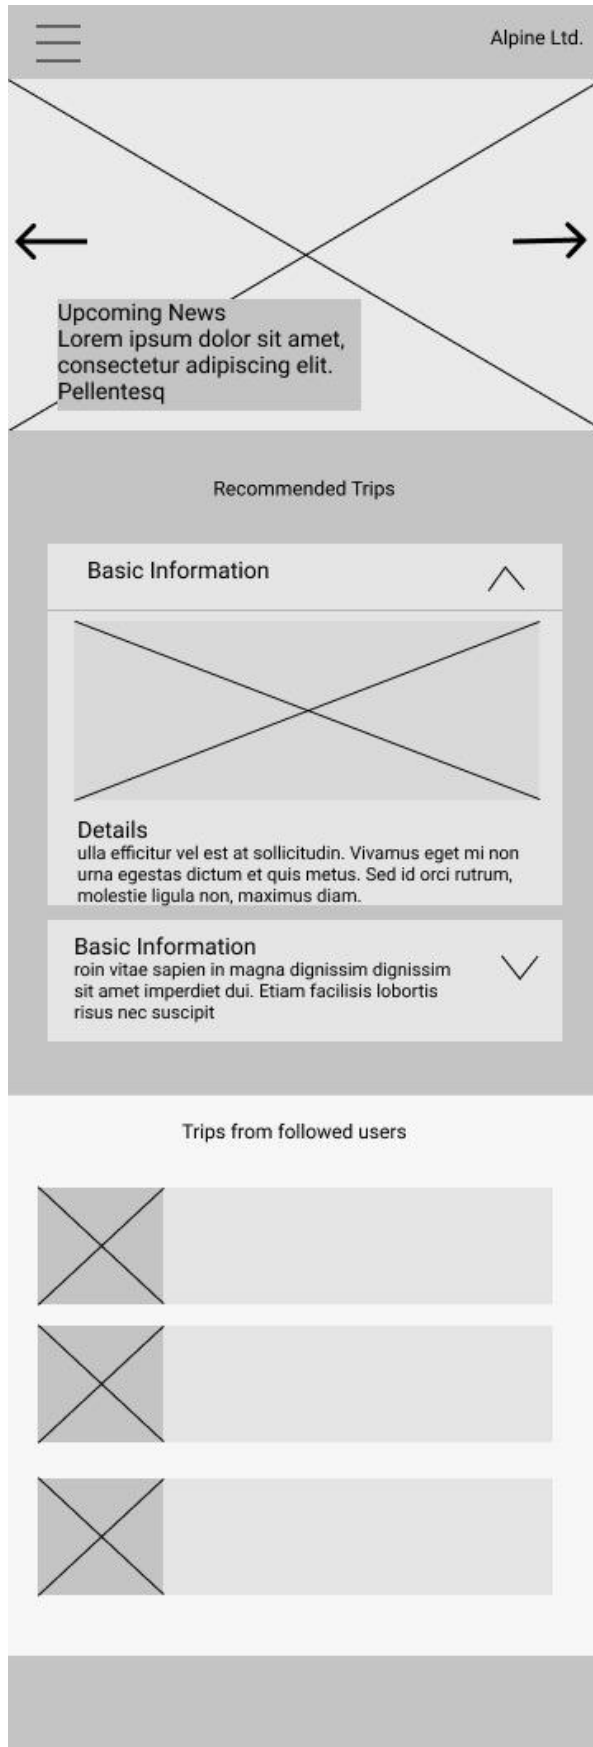 Alpine Ltd.
Upcoming News
Lorem ipsum dolor sit amet,
consectetur adipiscing elit.
Pellentesq
Recommended Trips
Basic Information
Details
ulla efficitur vel est at sollicitudin. Vivamus eget mi non
urna egestas dictum et quis metus. Sed id orci rutrum,
molestie ligula non, maximus diam.
Basic Information
roin vitae sapien in magna dignissim dignissim
sit amet imperdiet dui. Etiam facilisis lobortis
risus nec suscipit
Trips from followed users